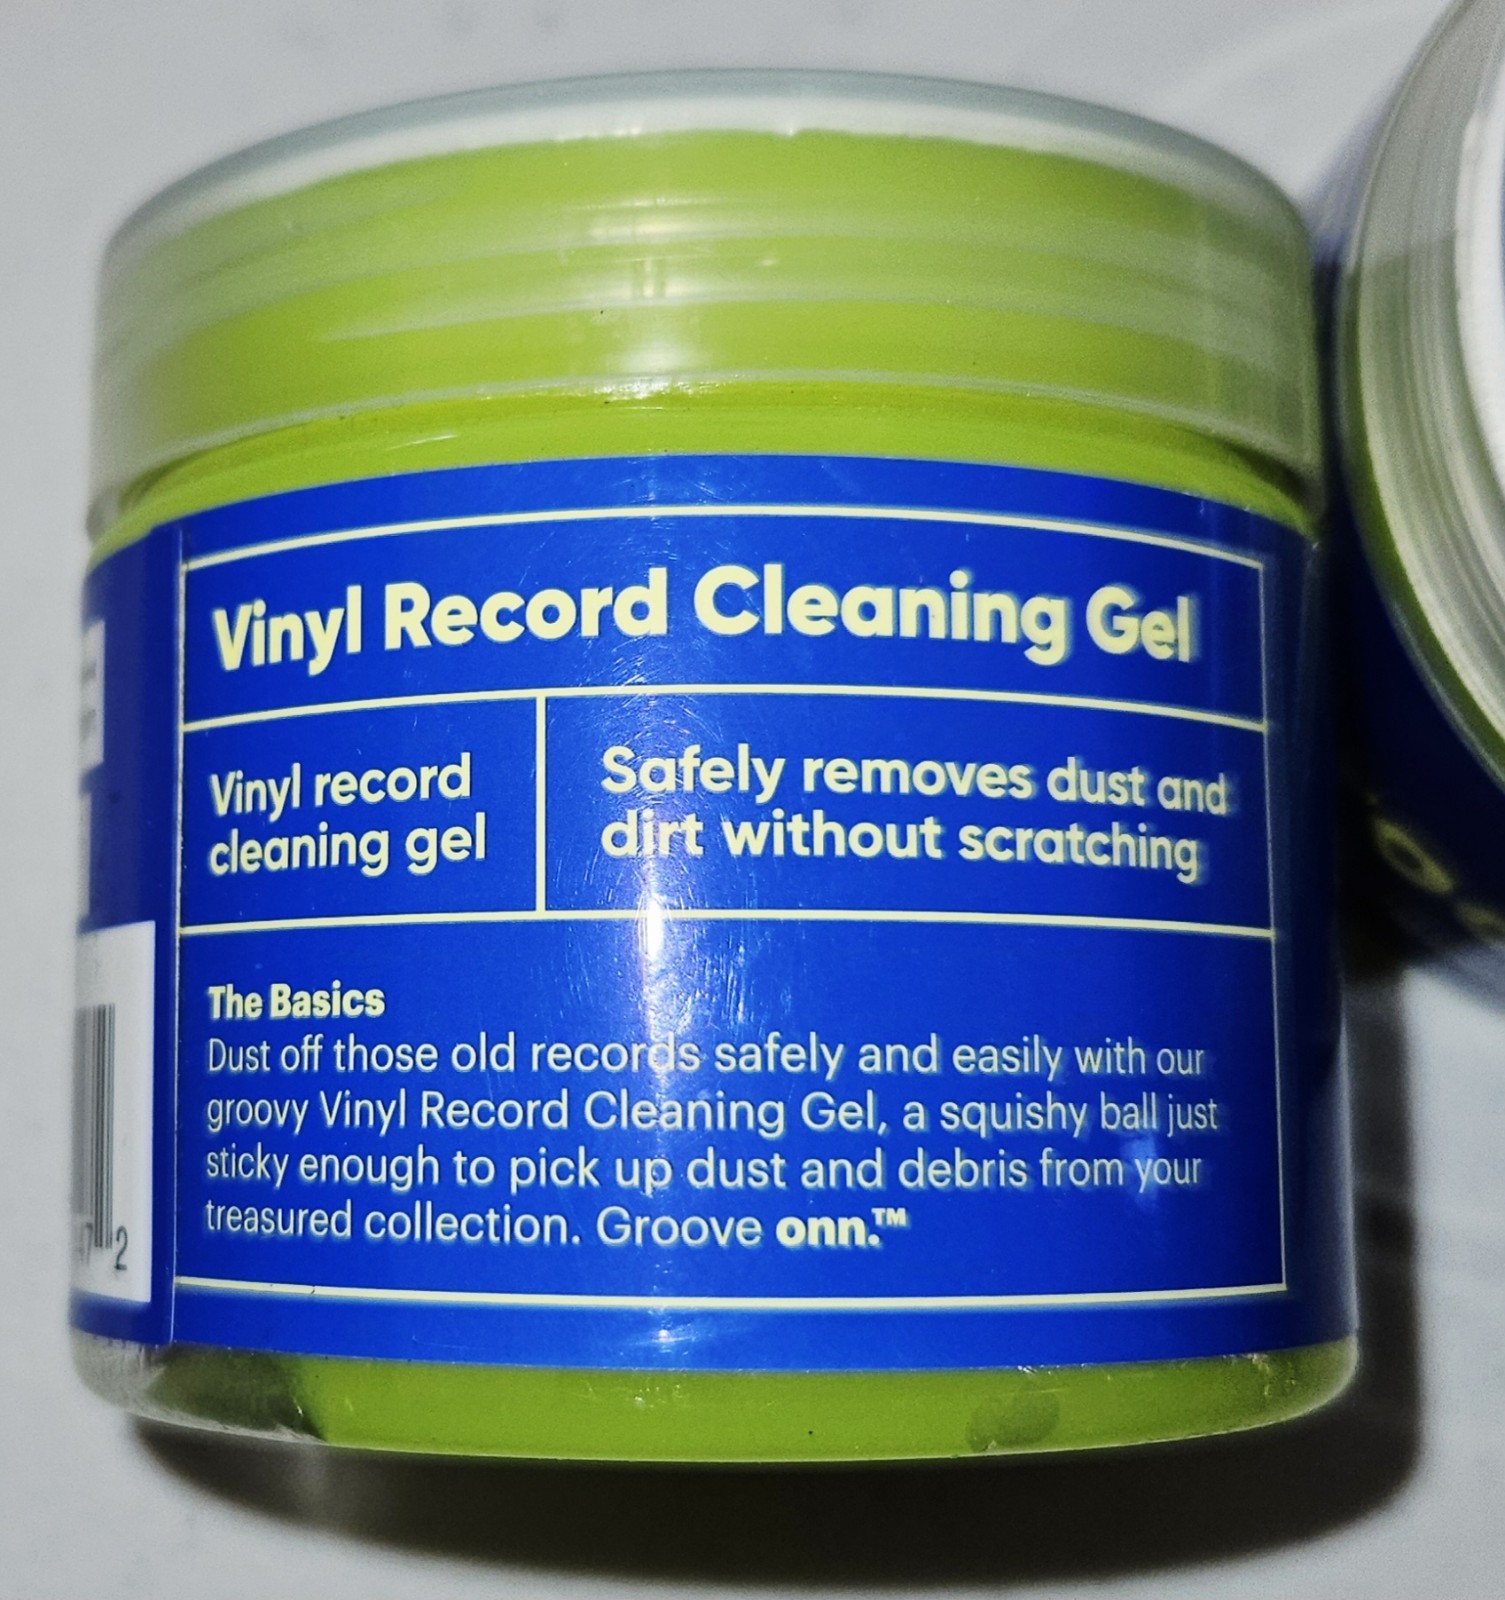 Vinyl Record Cleaning Gel
Vinyl record
cleaning gel
Safely removes dust and
dirt without scratching
The Basics
Dust off those old records safely and easily with our
groovy Vinyl Record Cleaning Gel, a squishy ball just
sticky enough to pick up dust and debris from your
treasured collection. Groove onn.™
47 2